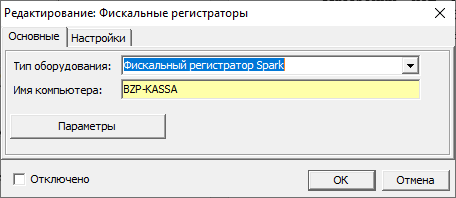 Редактирование: Фискальные регистраторы
Основные Настройки
Тип оборудования: Фискальный регистратор Spark
Имя компьютера: BZP-KASSA
Параметры
Отключено OK Отмена